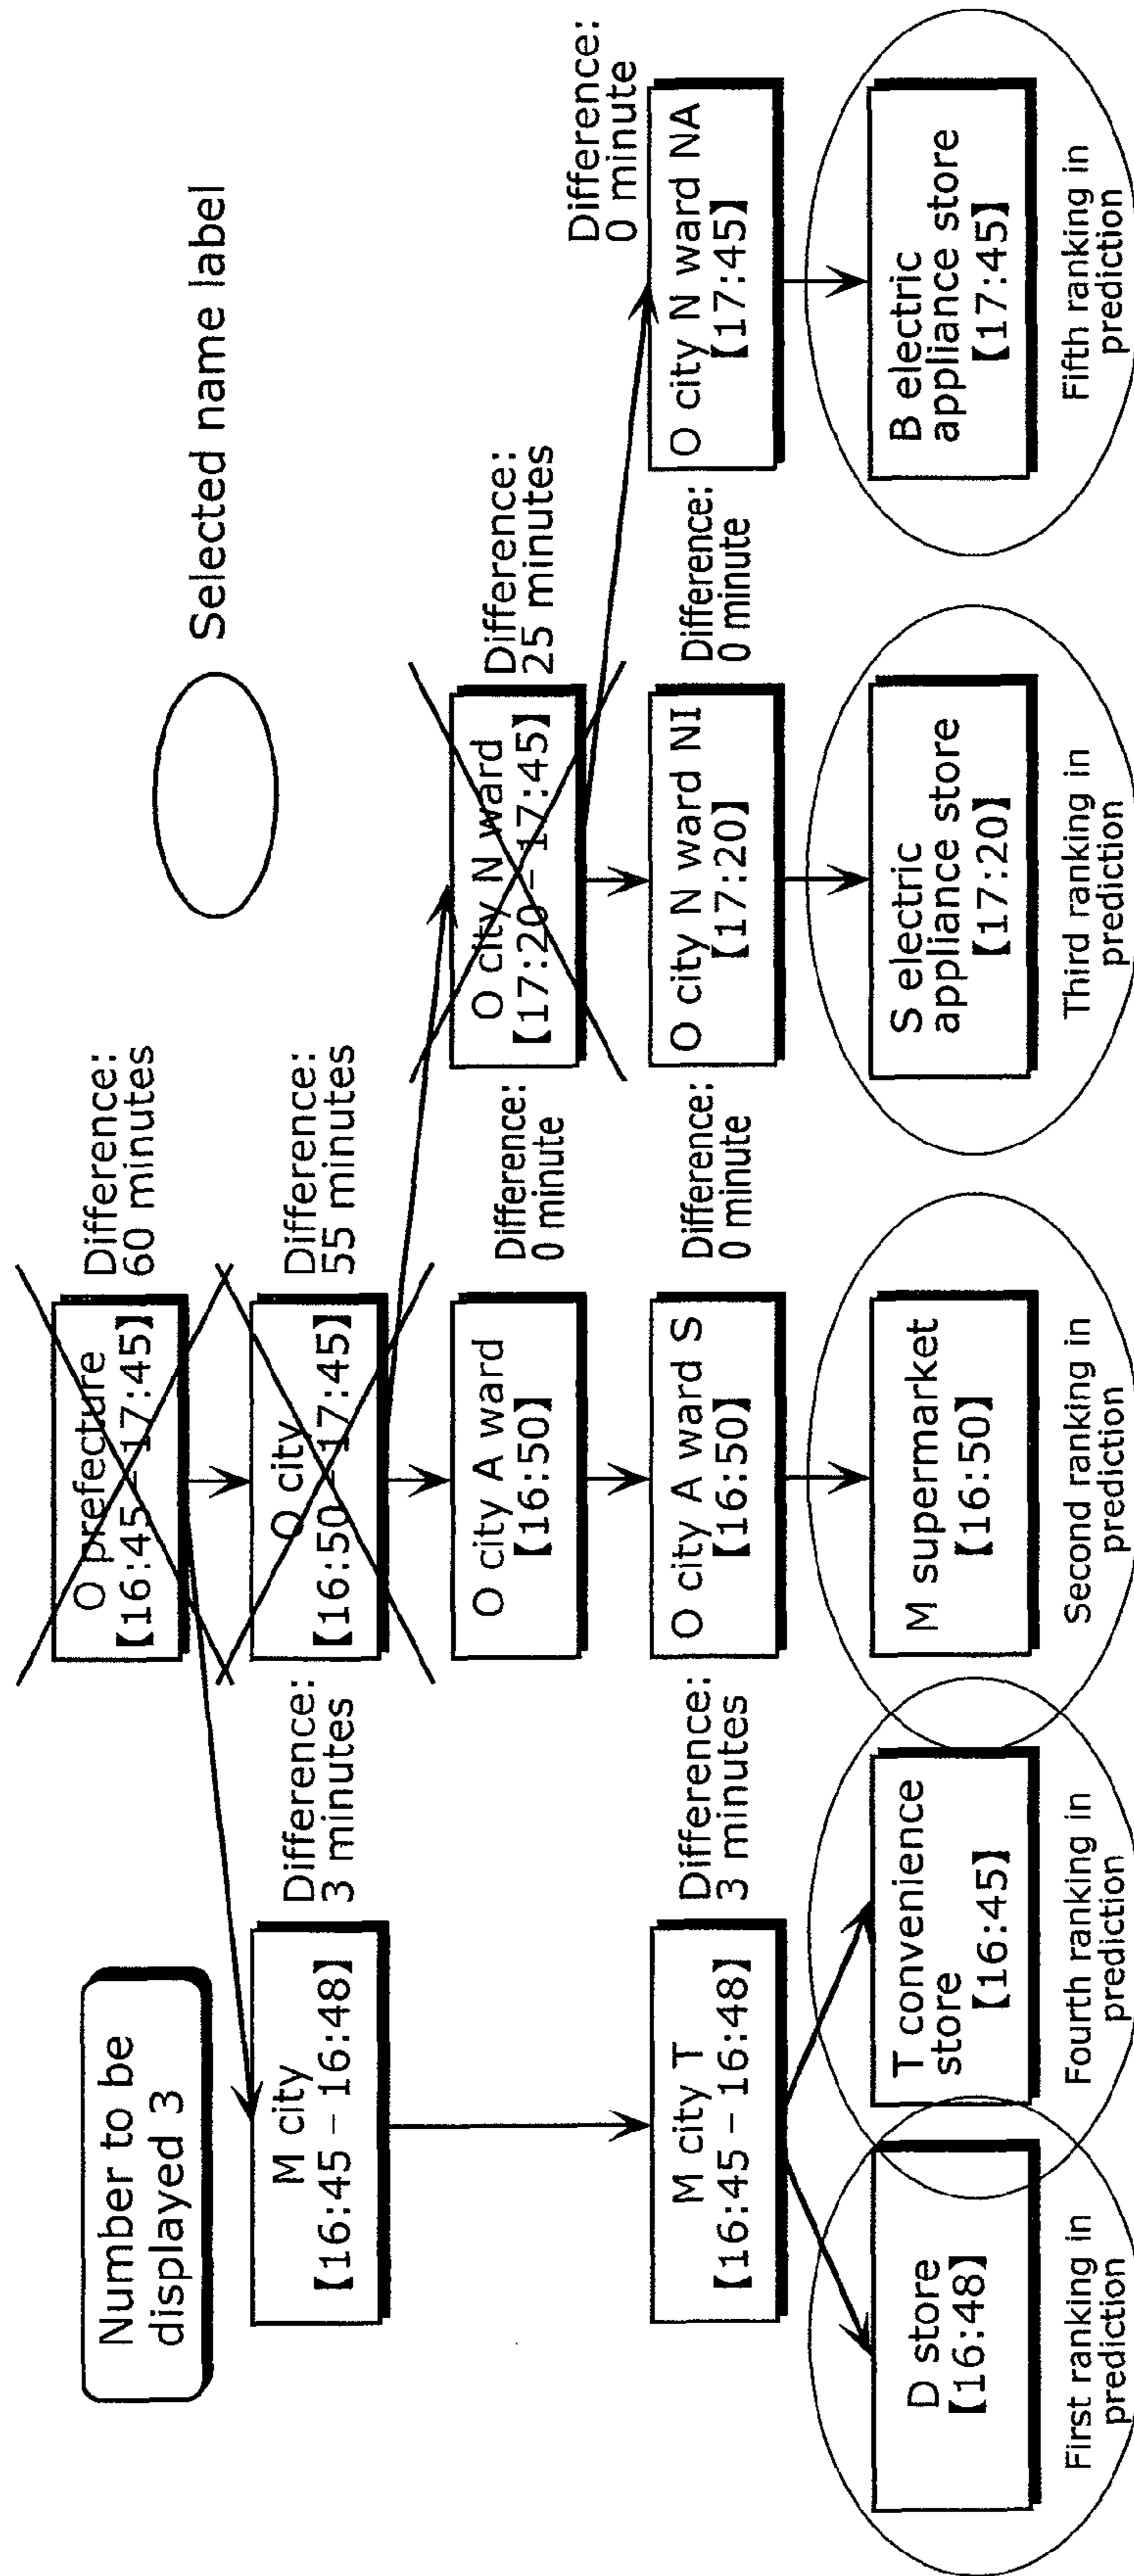 Number to be
displayed 3
Selected name label
O prefecture
【16:45–17:45】
Difference:
60 minutes
M city
【16:45 – 16:48】
Difference:
3 minutes
O city
【16:50–17:45】
Difference:
55 minutes
O city A ward
【16:50】
Difference:
0 minute
O city N ward
【17:20–17:45】
Difference:
25 minutes
M city T
【16:45 – 16:48】
Difference:
3 minutes
O city A ward S
【16:50】
Difference:
0 minute
O city N ward NI
【17:20】
Difference:
0 minute
O city N ward NA
【17:45】
Difference:
0 minute
D store
【16:48】
First ranking in
prediction
T convenience
store
【16:45】
Fourth ranking in
prediction
M supermarket
【16:50】
Second ranking in
prediction
S electric
appliance store
【17:20】
Third ranking in
prediction
B electric
appliance store
【17:45】
Fifth ranking in
prediction